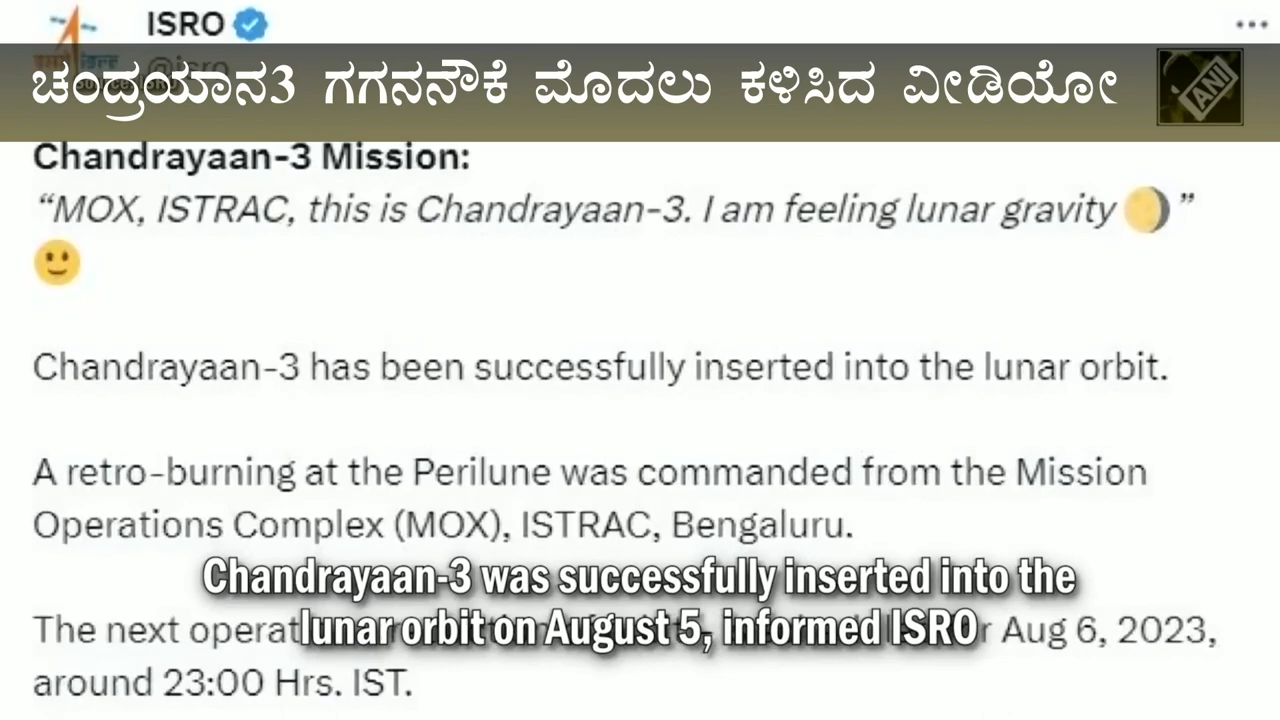 ISRO
@isro
ಚಂದ್ರಯಾನ3 ಗಗನನೌಕೆ ಮೊದಲು ಕಳಿಸಿದ ವೀಡಿಯೋ
ANI
Chandrayaan-3 Mission:
“MOX, ISTRAC, this is Chandrayaan-3. I am feeling lunar gravity 🌖”
🙂
Chandrayaan-3 has been successfully inserted into the lunar orbit.
A retro-burning at the Perilune was commanded from the Mission
Operations Complex (MOX), ISTRAC, Bengaluru.
Chandrayaan-3 was successfully inserted into the
lunar orbit on August 5, informed ISRO
The next Aug 6, 2023,
around 23:00 Hrs. IST.